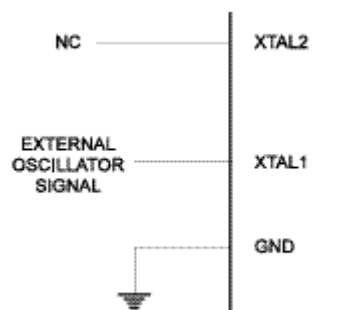 NC
XTAL2
EXTERNAL
OSCILLATOR
SIGNAL
XTAL1
GND